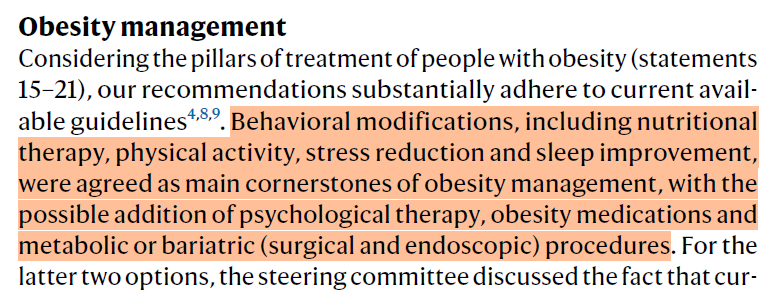 Obesity management
Considering the pillars of treatment of people with obesity (statements
15–21), our recommendations substantially adhere to current avail-
able guidelines4,8,9. Behavioral modifications, including nutritional
therapy, physical activity, stress reduction and sleep improvement,
were agreed as main cornerstones of obesity management, with the
possible addition of psychological therapy, obesity medications and
metabolic or bariatric (surgical and endoscopic) procedures. For the
latter two options, the steering committee discussed the fact that cur-